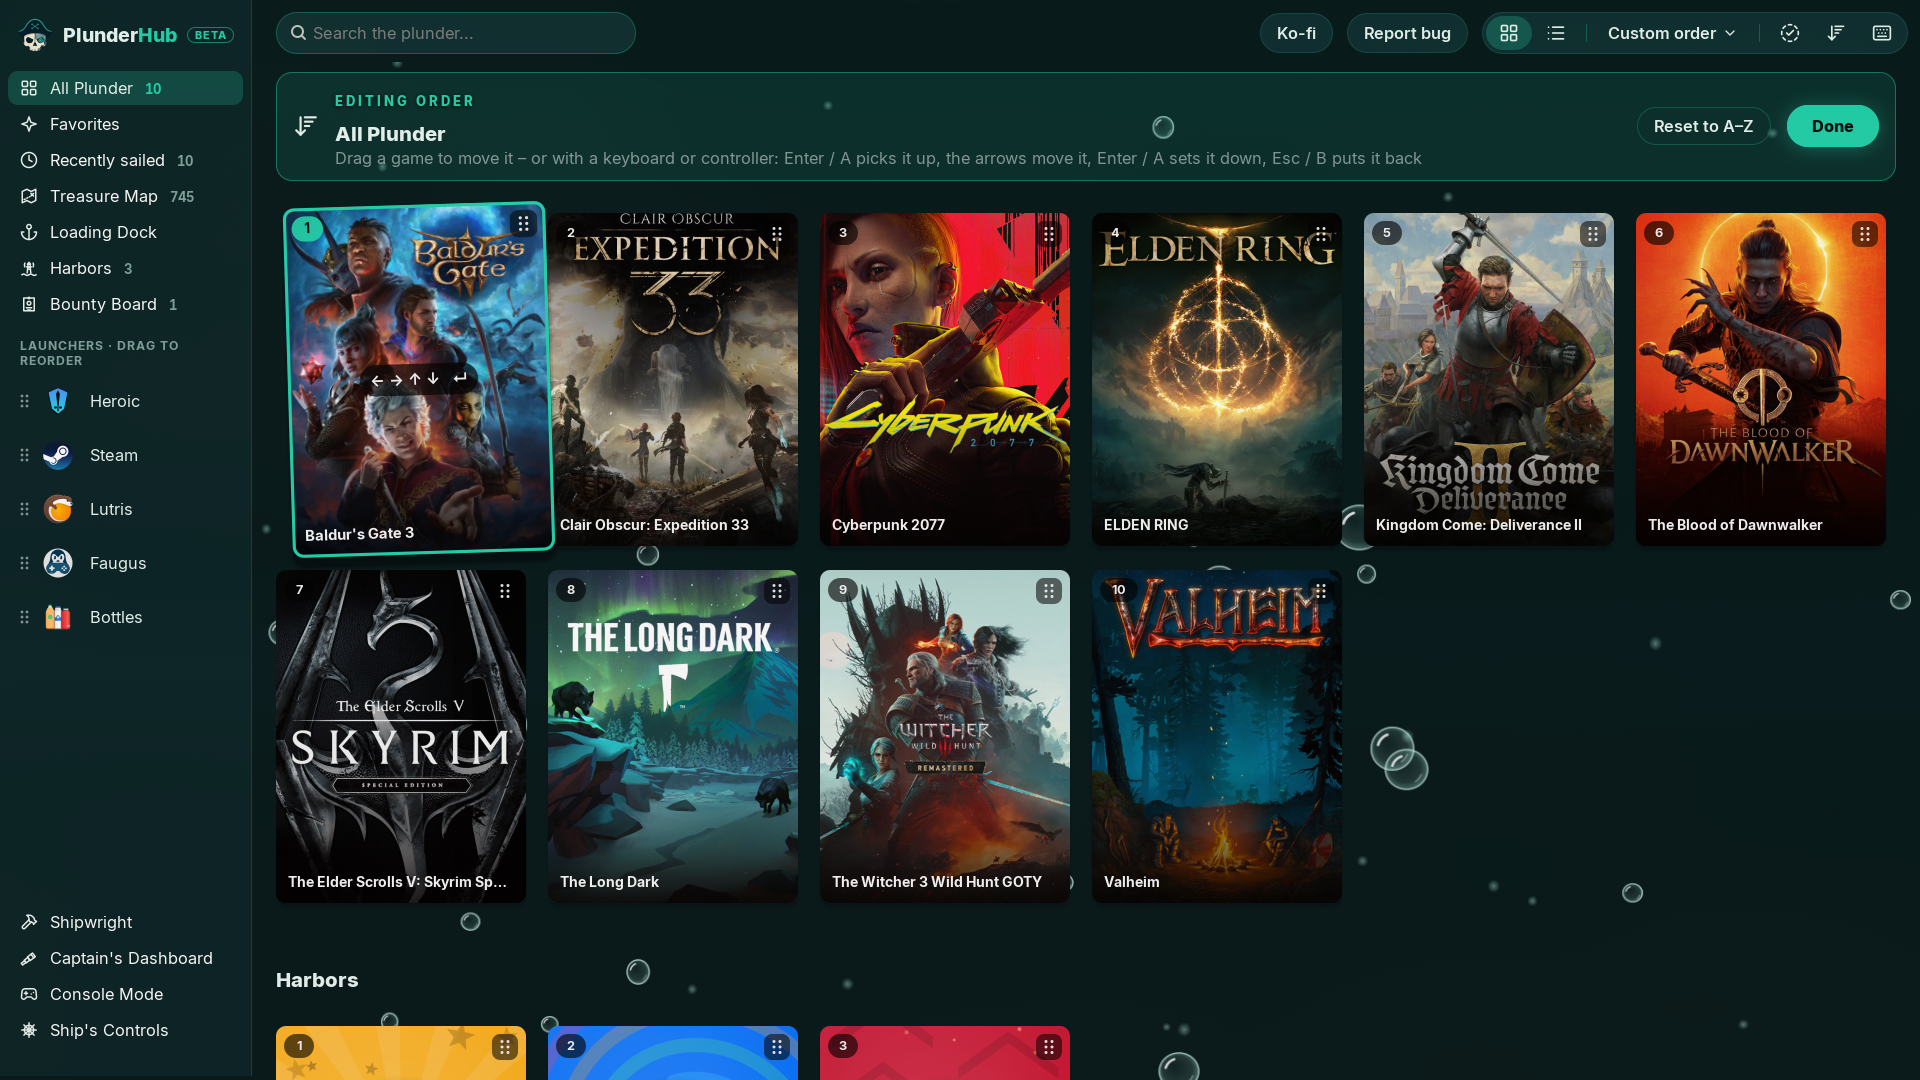 PlunderHub BETA
Search the plunder...
Ko-fi
Report bug
Custom order
All Plunder 10
Favorites
Recently sailed 10
Treasure Map 745
Loading Dock
Harbors 3
Bounty Board 1
LAUNCHERS · DRAG TO
REORDER
Heroic
Steam
Lutris
Faugus
Bottles
Shipwright
Captain's Dashboard
Console Mode
Ship's Controls
EDITING ORDER
All Plunder
Drag a game to move it – or with a keyboard or controller: Enter / A picks it up, the arrows move it, Enter / A sets it down, Esc / B puts it back
Reset to A–Z
Done
1
Baldur's
Gate
Baldur's Gate 3
2
CLAIR OBSCUR
EXPEDITION
33
Clair Obscur: Expedition 33
3
Cyberpunk
2077
Cyberpunk 2077
4
ELDEN RING
ELDEN RING
5
II
Kingdom Come
Deliverance
Kingdom Come: Deliverance II
6
THE BLOOD OF
DAWNWALKER
The Blood of Dawnwalker
7
The Elder Scrolls V
SKYRIM
SPECIAL EDITION
The Elder Scrolls V: Skyrim Sp...
8
THE LONG DARK
The Long Dark
9
THE
WITCHER
WILD HUNT
REMASTERED
The Witcher 3 Wild Hunt GOTY
10
VALHEIM
Valheim
Harbors
1
2
3